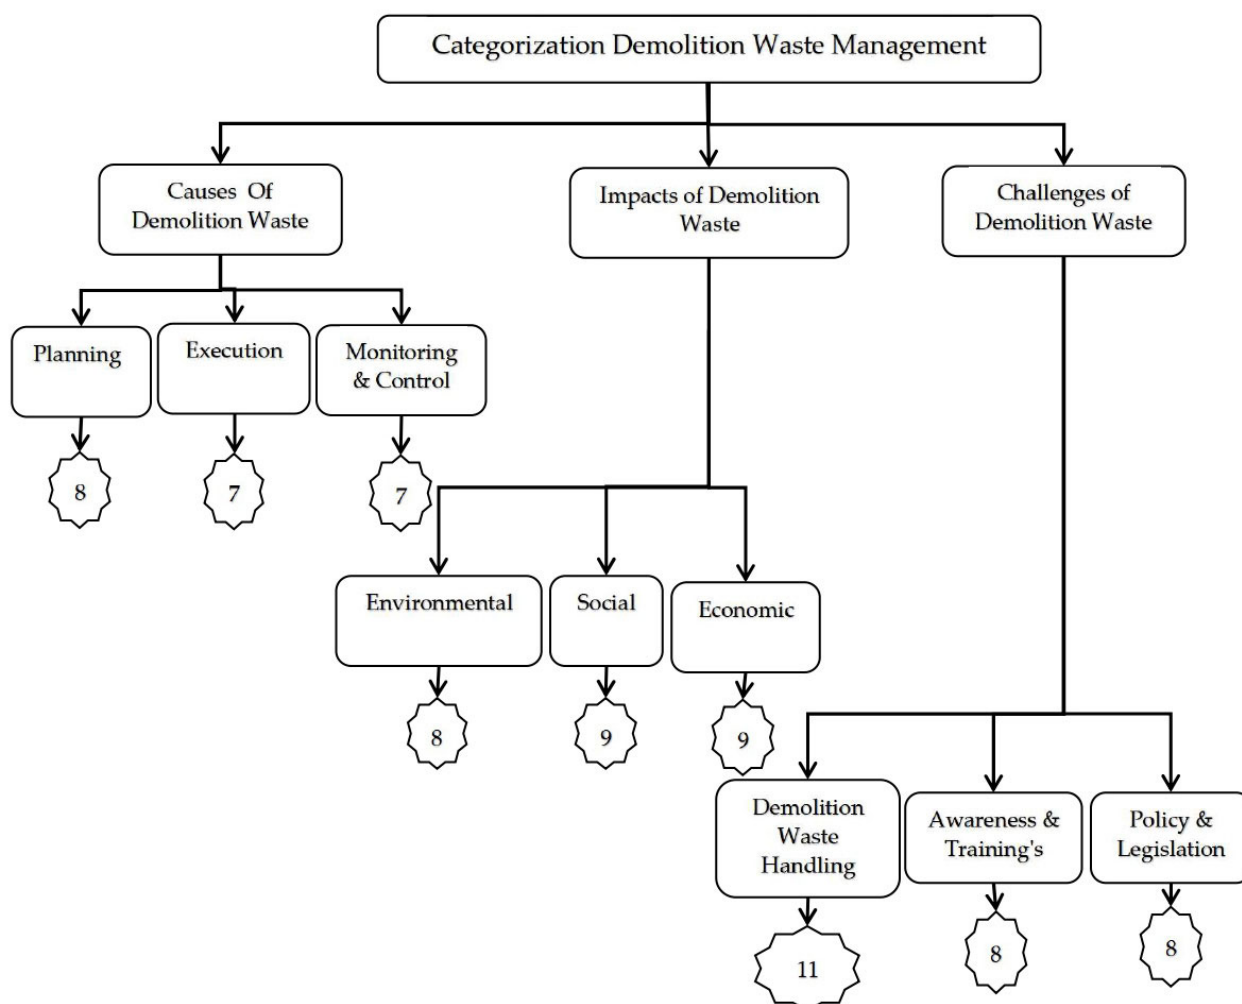 Categorization Demolition Waste Management
Causes Of
Demolition Waste
Impacts of Demolition
Waste
Challenges of
Demolition Waste
Planning
Execution
Monitoring
& Control
8
7
7
Environmental
Social
Economic
8
9
9
Demolition
Waste
Handling
Awareness &
Training's
Policy &
Legislation
11
8
8